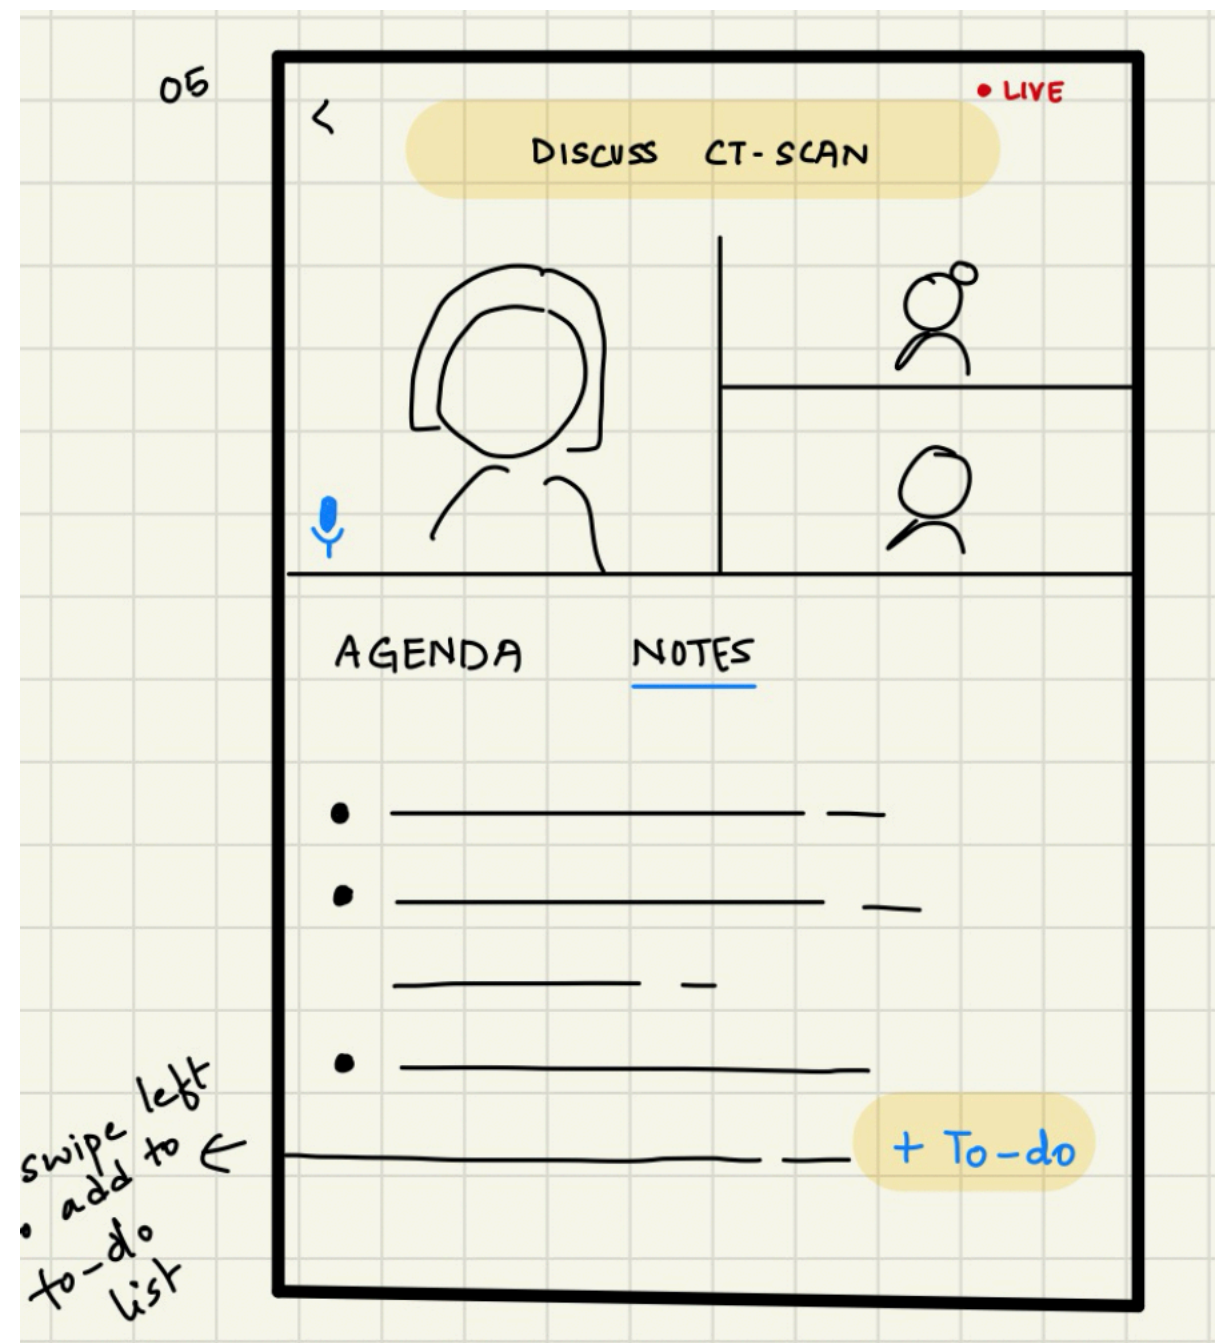 05
<
• LIVE
DISCUSS CT-SCAN
AGENDA NOTES
+ To-do
swipe left
add to ←
to-do
list